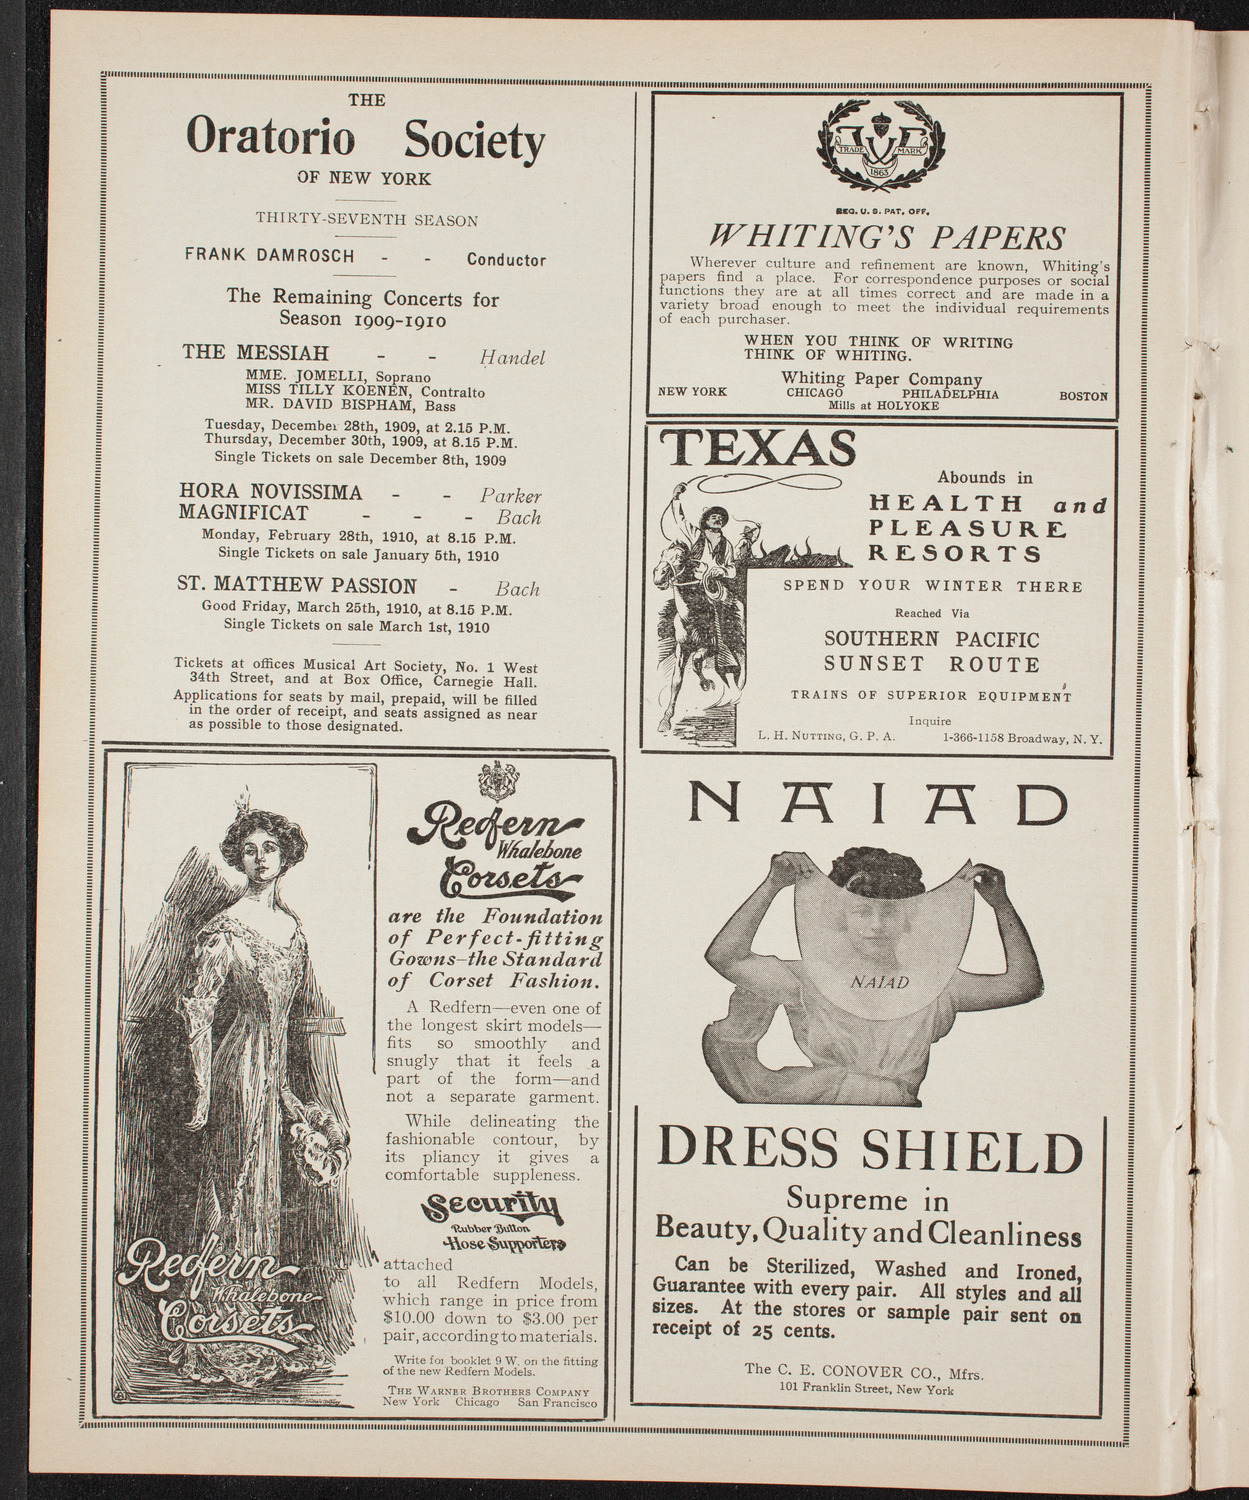 THE
Oratorio Society
OF NEW YORK
THIRTY-SEVENTH SEASON
FRANK DAMROSCH - - Conductor
The Remaining Concerts for
Season 1909-1910
THE MESSIAH - - Handel
MME. JOMELLI, Soprano
MISS TILLY KOENEN, Contralto
MR. DAVID BISPHAM, Bass
Tuesday, December 28th, 1909, at 2.15 P.M.
Thursday, December 30th, 1909, at 8.15 P.M.
Single Tickets on sale December 8th, 1909
HORA NOVISSIMA - - Parker
MAGNIFICAT - - - Bach
Monday, February 28th, 1910, at 8.15 P.M.
Single Tickets on sale January 5th, 1910
ST. MATTHEW PASSION - Bach
Good Friday, March 25th, 1910, at 8.15 P.M.
Single Tickets on sale March 1st, 1910
Tickets at offices Musical Art Society, No. 1 West
34th Street, and at Box Office, Carnegie Hall.
Applications for seats by mail, prepaid, will be filled
in the order of receipt, and seats assigned as near
as possible to those designated.
Redfern
Whalebone
Corsets
are the Foundation
of Perfect-fitting
Gowns—the Standard
of Corset Fashion.
A Redfern—even one of
the longest skirt models—
fits so smoothly and
snugly that it feels a
part of the form—and
not a separate garment.
While delineating the
fashionable contour, by
its pliancy it gives a
comfortable suppleness.
Security
Rubber Button
Hose Supporters
attached
to all Redfern Models,
which range in price from
$10.00 down to $3.00 per
pair, according to materials.
Write for booklet 9 W. on the fitting
of the new Redfern Models.
THE WARNER BROTHERS COMPANY
New York Chicago San Francisco
Redfern
Whalebone
Corsets
TRADE MARK
1863
REG. U. S. PAT. OFF.
WHITING'S PAPERS
Wherever culture and refinement are known, Whiting's
papers find a place. For correspondence purposes or social
functions they are at all times correct and are made in a
variety broad enough to meet the individual requirements
of each purchaser.
WHEN YOU THINK OF WRITING
THINK OF WHITING.
Whiting Paper Company
NEW YORK CHICAGO PHILADELPHIA BOSTON
Mills at HOLYOKE
TEXAS
Abounds in
HEALTH and
PLEASURE
RESORTS
SPEND YOUR WINTER THERE
Reached Via
SOUTHERN PACIFIC
SUNSET ROUTE
TRAINS OF SUPERIOR EQUIPMENT
Inquire
L. H. NUTTING, G. P. A. 1-366-1158 Broadway, N. Y.
NAIAD
NAIAD
DRESS SHIELD
Supreme in
Beauty, Quality and Cleanliness
Can be Sterilized, Washed and Ironed,
Guarantee with every pair. All styles and all
sizes. At the stores or sample pair sent on
receipt of 25 cents.
The C. E. CONOVER CO., Mfrs.
101 Franklin Street, New York